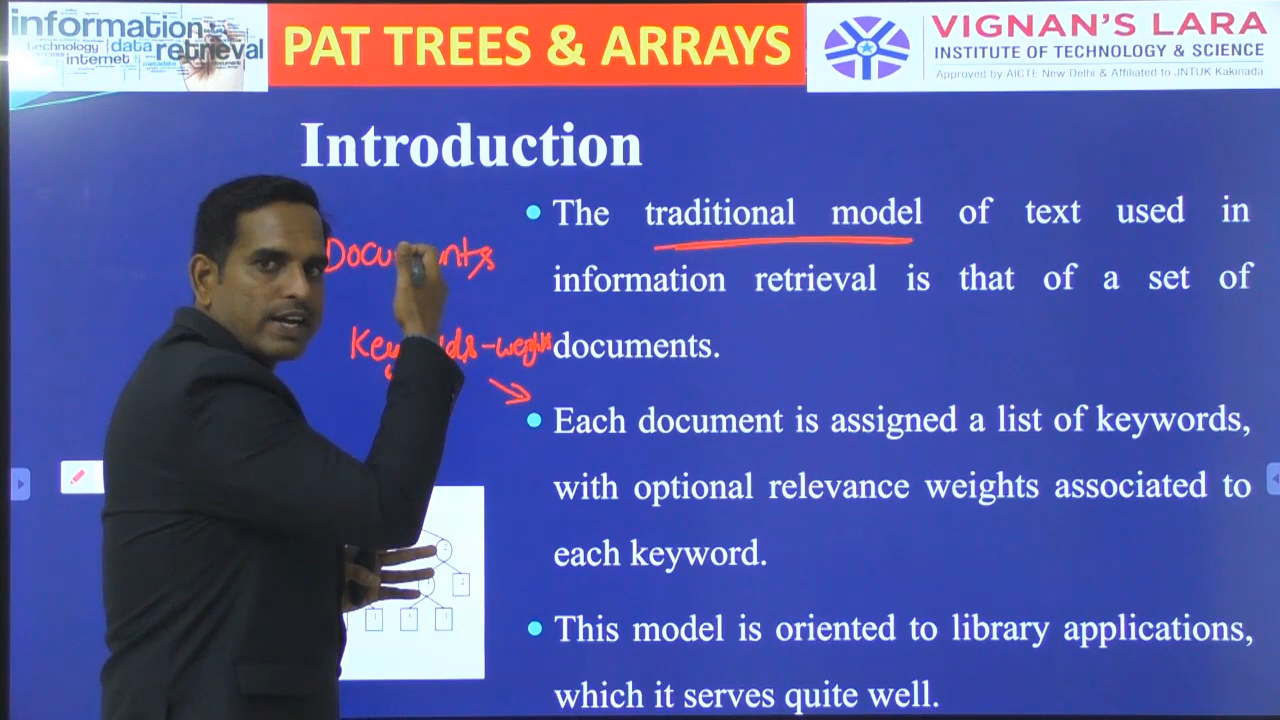 information
technology data retrieval
internet
metadata
PAT TREES & ARRAYS
VIGNAN'S LARA
INSTITUTE OF TECHNOLOGY & SCIENCE
Approved by AICTE New Delhi & Affiliated to JNTUK Kakinada
Introduction
The traditional model of text used in
information retrieval is that of a set of
documents.
Keywords - weights
Each document is assigned a list of keywords,
with optional relevance weights associated to
each keyword.
This model is oriented to library applications,
which it serves quite well.